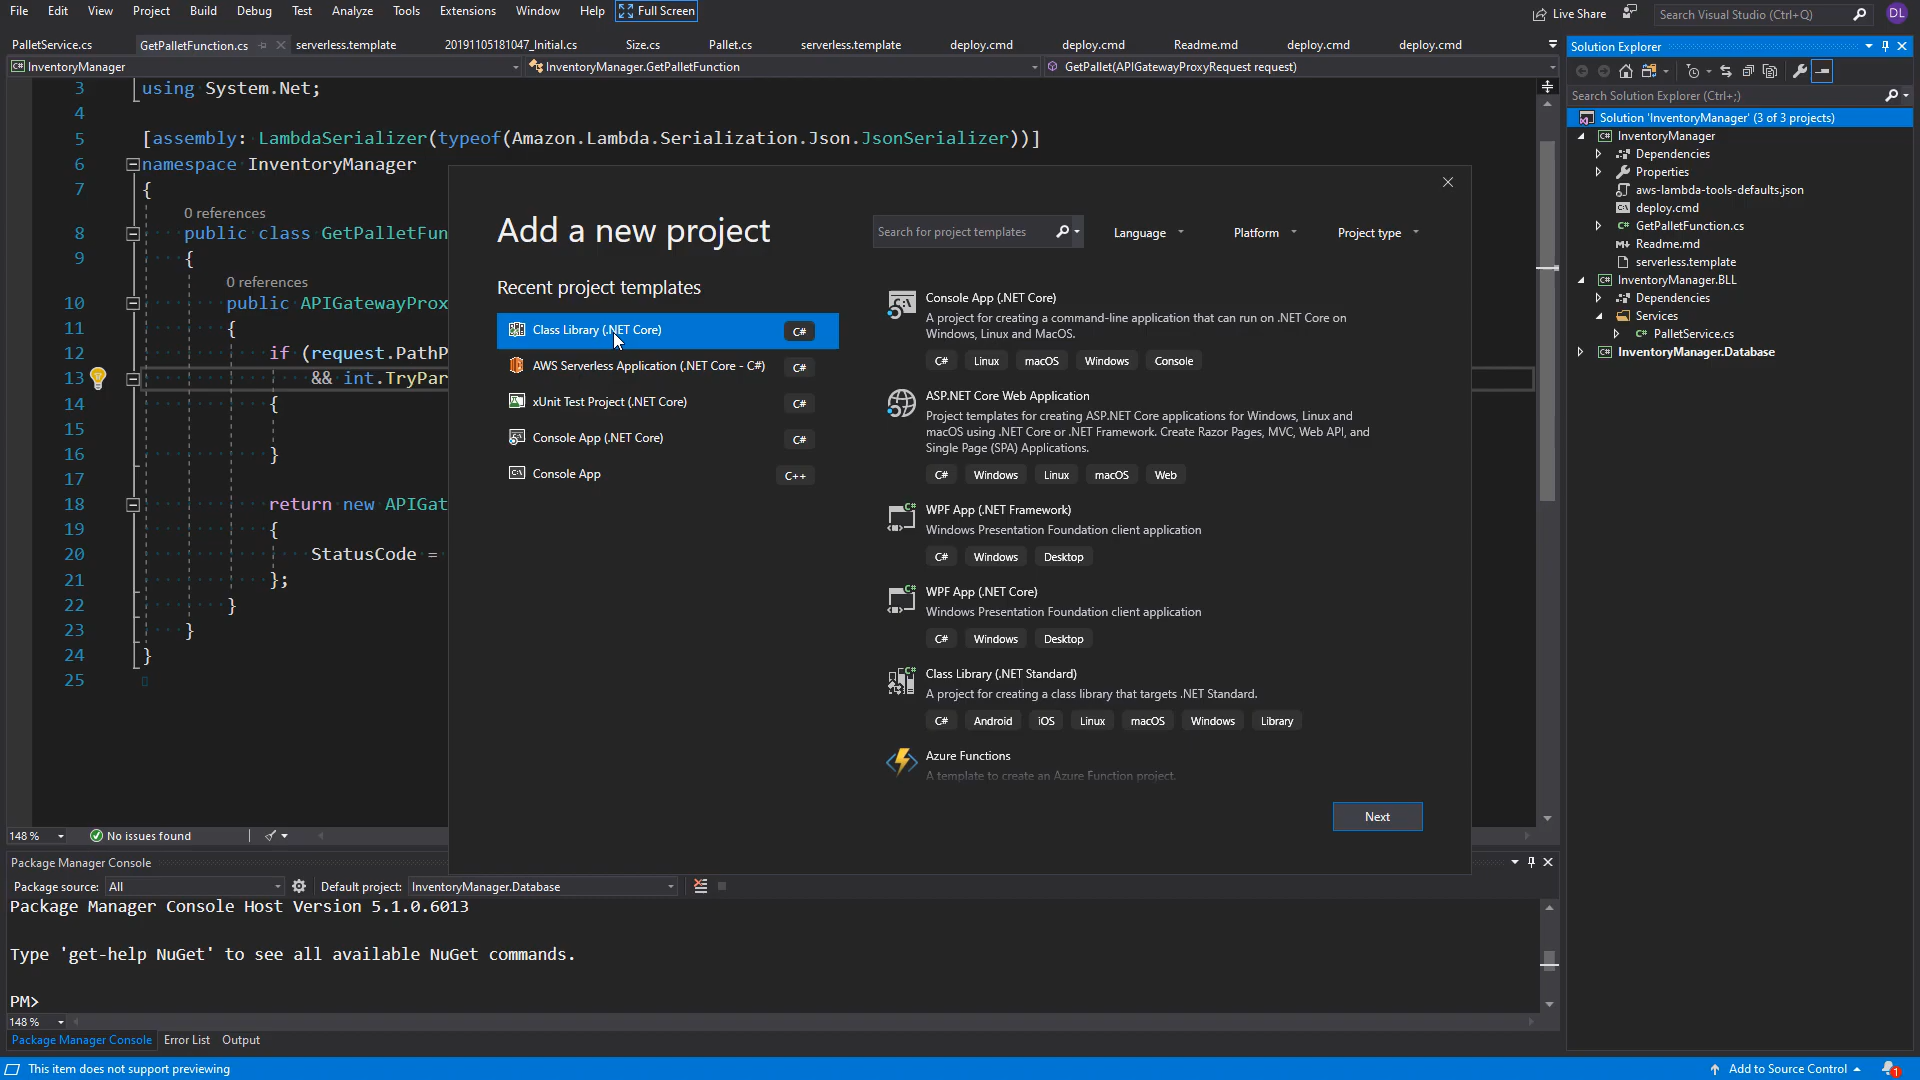 File Edit View Project Build Debug Test Analyze Tools Extensions Window Help Full Screen Live Share Search Visual Studio (Ctrl+Q) DL
PalletService.cs GetPalletFunction.cs serverless.template 20191105181047_Initial.cs Size.cs Pallet.cs serverless.template deploy.cmd deploy.cmd Readme.md deploy.cmd deploy.cmd
InventoryManager InventoryManager.GetPalletFunction GetPallet(APIGatewayProxyRequest request)
3 using System.Net;
4
5 [assembly: LambdaSerializer(typeof(Amazon.Lambda.Serialization.Json.JsonSerializer))]
6 namespace InventoryManager
7 {
0 references
8 public class GetPalletFun
9 {
0 references
10 public APIGatewayProx
11 {
12 if (request.PathP
13 && int.TryPar
14 {
15
16 }
17
18 return new APIGat
19 {
20 StatusCode =
21 };
22 }
23 }
24 }
25
148 % No issues found
Add a new project
Search for project templates Language Platform Project type
Recent project templates
Class Library (.NET Core) C#
AWS Serverless Application (.NET Core - C#) C#
xUnit Test Project (.NET Core) C#
Console App (.NET Core) C#
Console App C++
Console App (.NET Core)
A project for creating a command-line application that can run on .NET Core on
Windows, Linux and MacOS.
C# Linux macOS Windows Console
ASP.NET Core Web Application
Project templates for creating ASP.NET Core applications for Windows, Linux and
macOS using .NET Core or .NET Framework. Create Razor Pages, MVC, Web API, and
Single Page (SPA) Applications.
C# Windows Linux macOS Web
WPF App (.NET Framework)
Windows Presentation Foundation client application
C# Windows Desktop
WPF App (.NET Core)
Windows Presentation Foundation client application
C# Windows Desktop
Class Library (.NET Standard)
A project for creating a class library that targets .NET Standard.
C# Android iOS Linux macOS Windows Library
Azure Functions
A template to create an Azure Function project.
Next
Solution Explorer
Search Solution Explorer (Ctrl+;)
Solution 'InventoryManager' (3 of 3 projects)
InventoryManager
Dependencies
Properties
aws-lambda-tools-defaults.json
deploy.cmd
GetPalletFunction.cs
Readme.md
serverless.template
InventoryManager.BLL
Dependencies
Services
PalletService.cs
InventoryManager.Database
Package Manager Console
Package source: All Default project: InventoryManager.Database
Package Manager Console Host Version 5.1.0.6013
Type 'get-help NuGet' to see all available NuGet commands.
PM>
148 %
Package Manager Console Error List Output
This item does not support previewing Add to Source Control 1